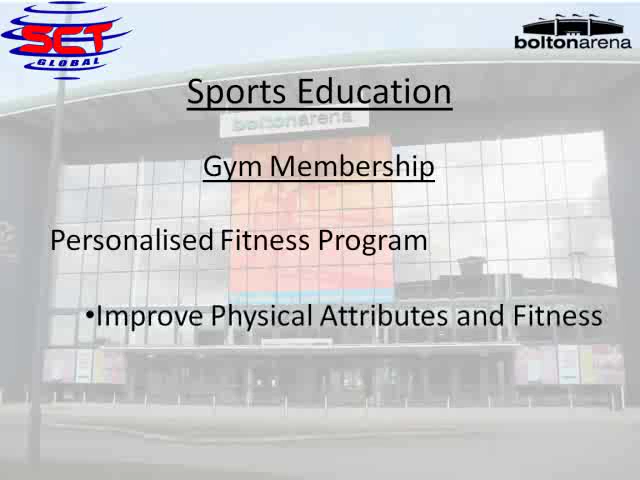 SCT
GLOBAL
boltonarena
Sports Education
boltonarena
Gym Membership
Personalised Fitness Program
•Improve Physical Attributes and Fitness